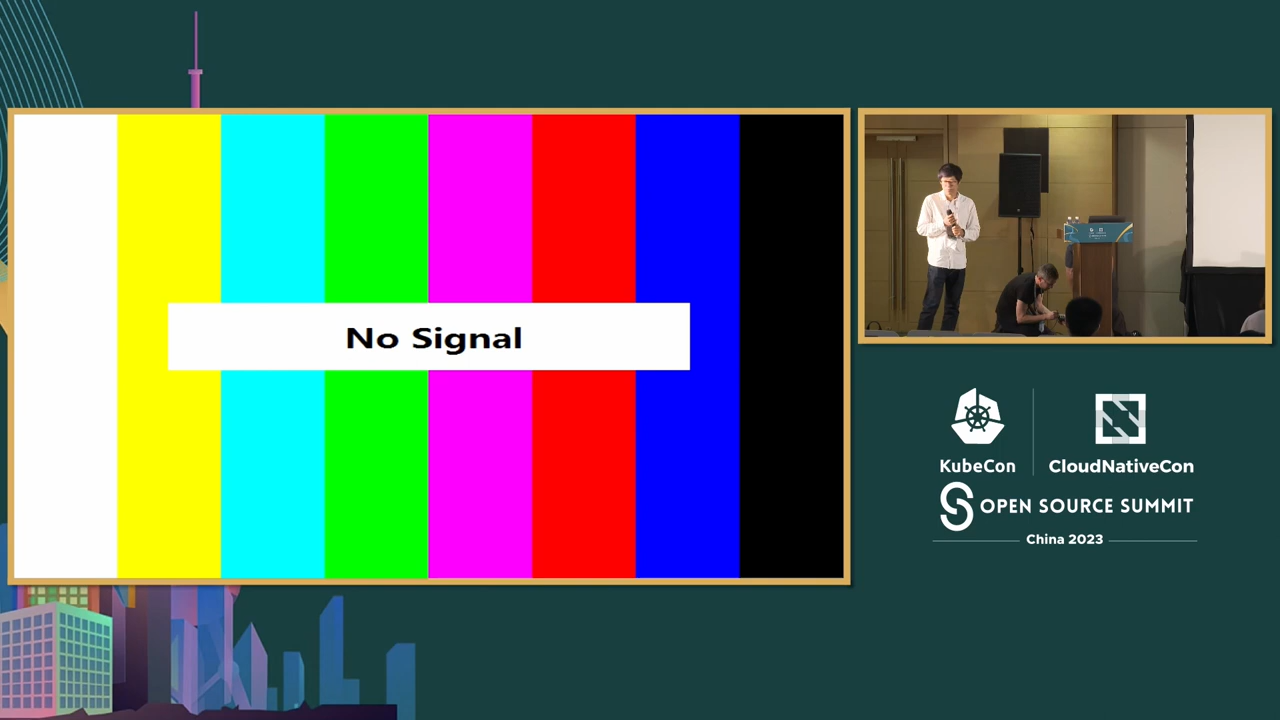 No Signal
KubeCon
CloudNativeCon
OPEN SOURCE SUMMIT
China 2023